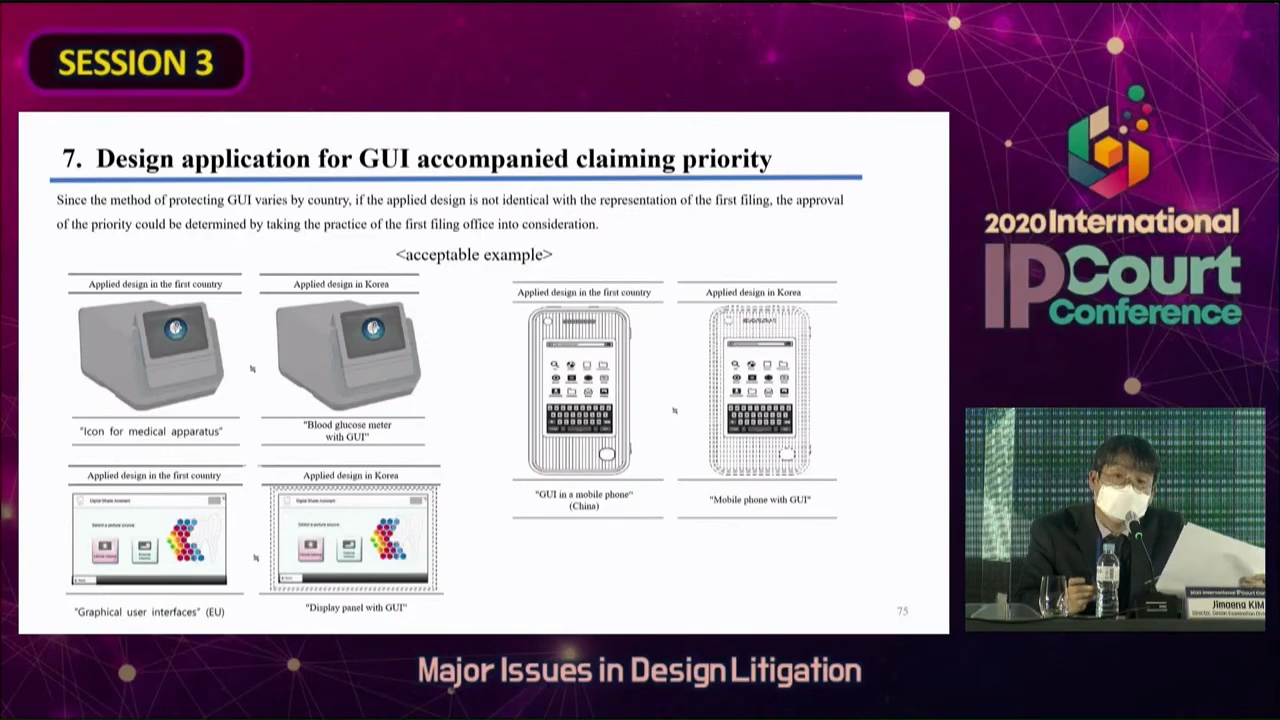 SESSION 3
7. Design application for GUI accompanied claiming priority
Since the method of protecting GUI varies by country, if the applied design is not identical with the representation of the first filing, the approval
of the priority could be determined by taking the practice of the first filing office into consideration.
<acceptable example>
Applied design in the first country
Applied design in Korea
"Icon for medical apparatus"
"Blood glucose meter
with GUI"
Applied design in the first country
Applied design in Korea
"Graphical user interfaces" (EU)
"Display panel with GUI"
Applied design in the first country
Applied design in Korea
"GUI in a mobile phone"
(China)
"Mobile phone with GUI"
75
2020 International
IP Court
Conference
Jimaeng KIM
Major Issues in Design Litigation